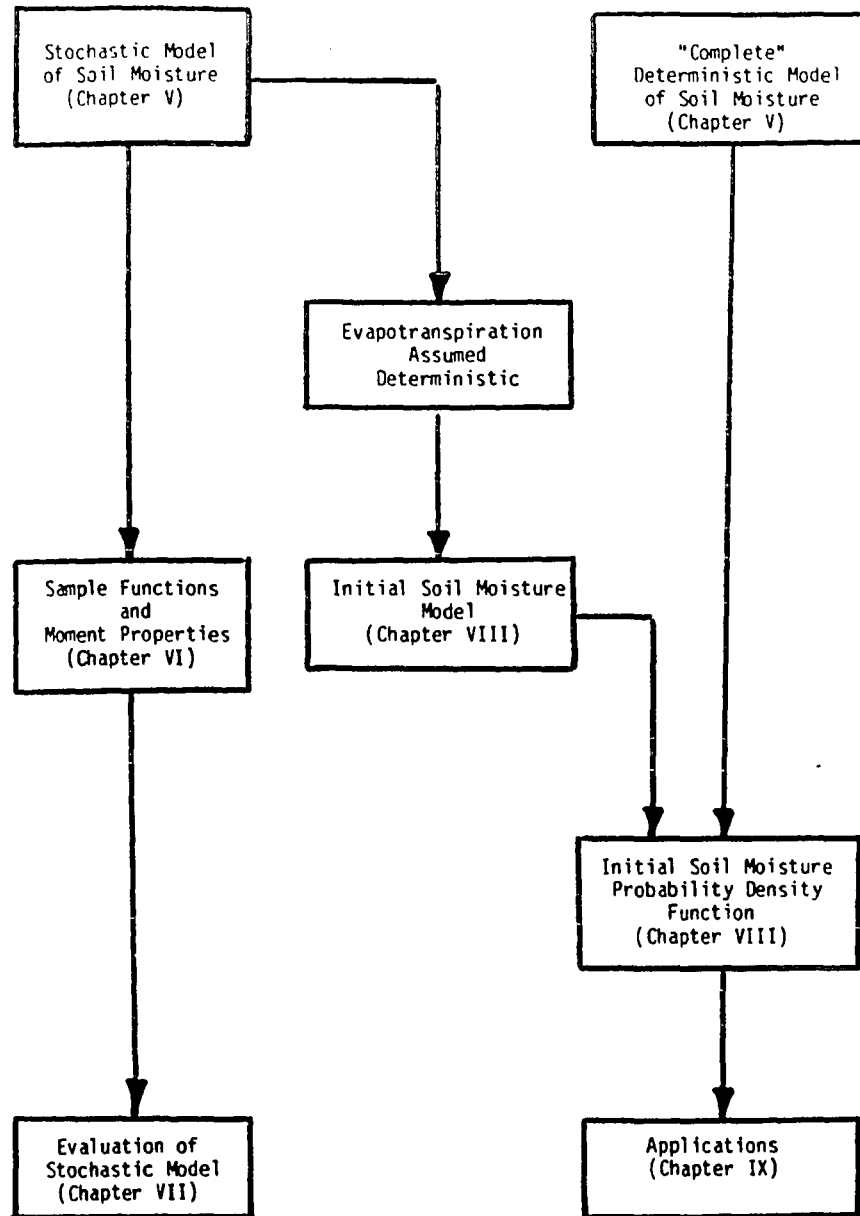 Stochastic Model
of Soil Moisture
(Chapter V)
"Complete"
Deterministic Model
of Soil Moisture
(Chapter V)
Evapotranspiration
Assumed
Deterministic
Sample Functions
and
Moment Properties
(Chapter VI)
Initial Soil Moisture
Model
(Chapter VIII)
Initial Soil Moisture
Probability Density
Function
(Chapter VIII)
Evaluation of
Stochastic Model
(Chapter VII)
Applications
(Chapter IX)